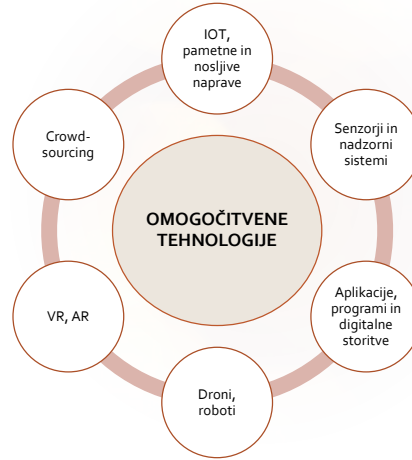 IOT,
pametne in
nosljive
naprave
Senzorji in
nadzorni
sistemi
Aplikacije,
programi in
digitalne
storitve
Droni,
roboti
VR, AR
Crowd-
sourcing
OMOGOČITVENE
TEHNOLOGIJE